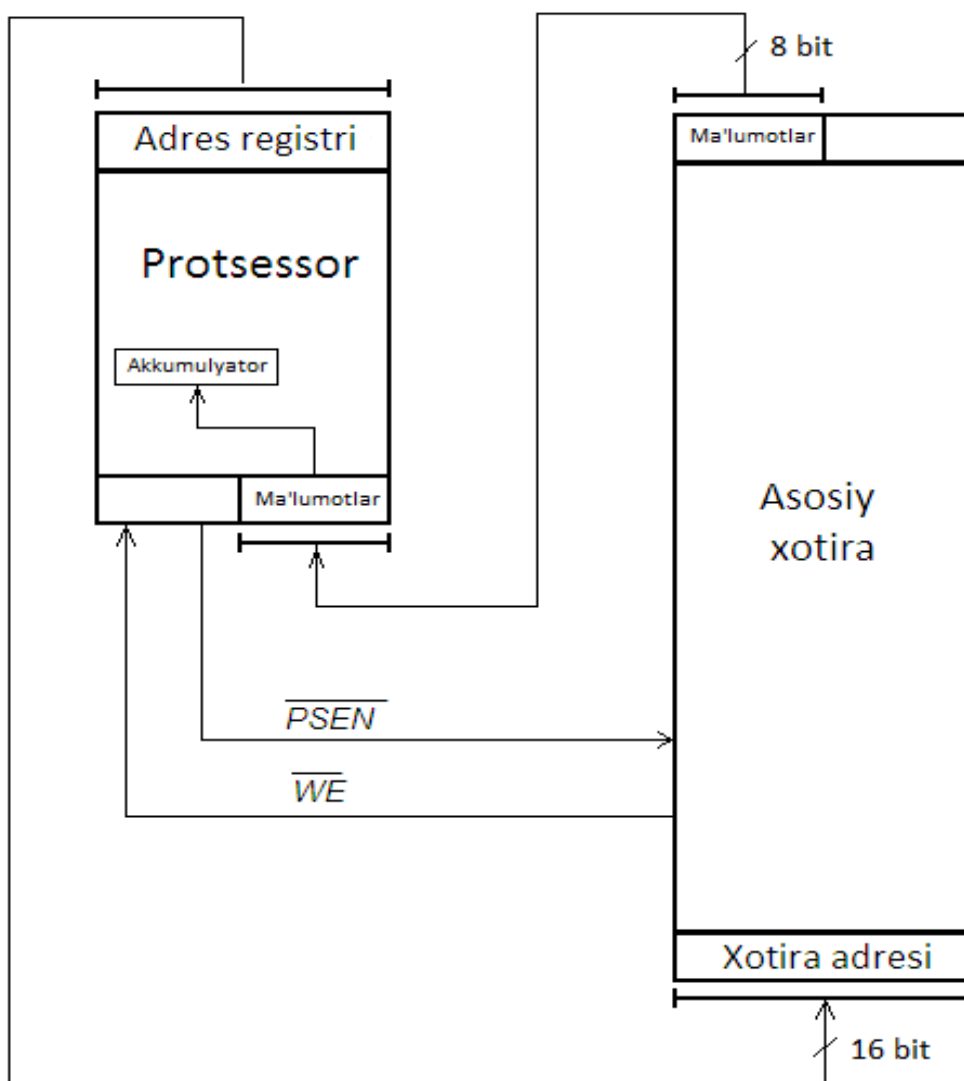 8 bit
Adres registri
Ma'lumotlar
Protsessor
Akkumulyator
Ma'lumotlar
Asosiy
xotira
PSEN
WE
Xotira adresi
16 bit